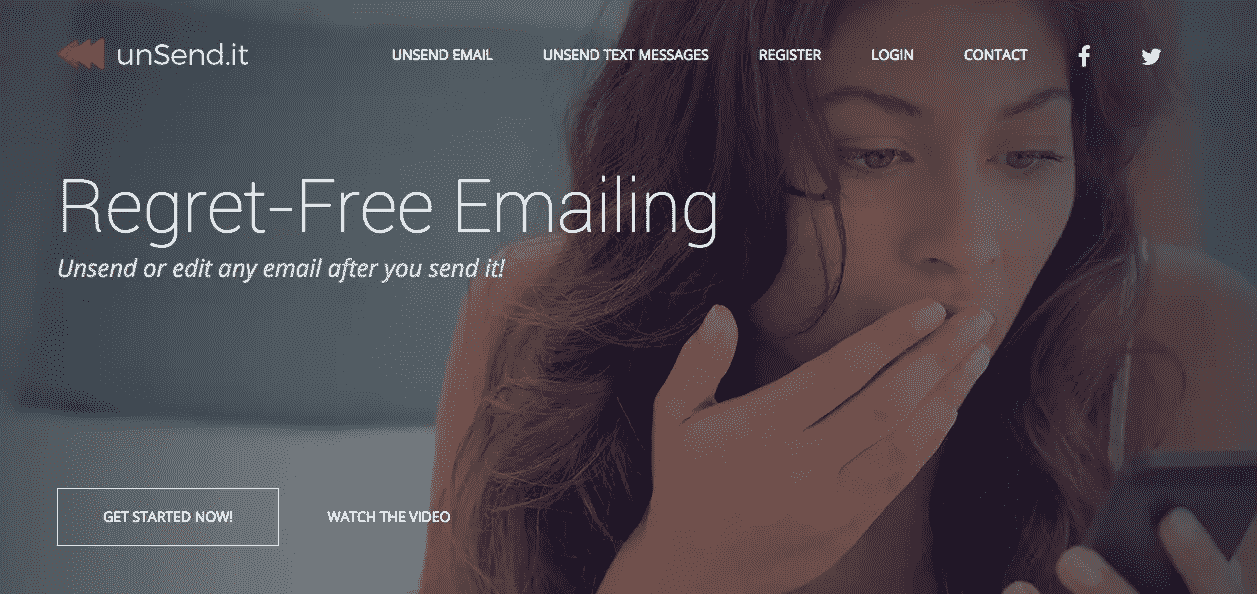 unSend.it
UNSEND EMAIL
UNSEND TEXT MESSAGES
REGISTER
LOGIN
CONTACT
Regret-Free Emailing
Unsend or edit any email after you send it!
GET STARTED NOW!
WATCH THE VIDEO